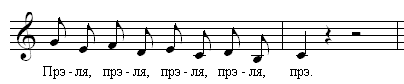 Прэ - ля, прэ - ля, прэ - ля, прэ - ля, прэ.